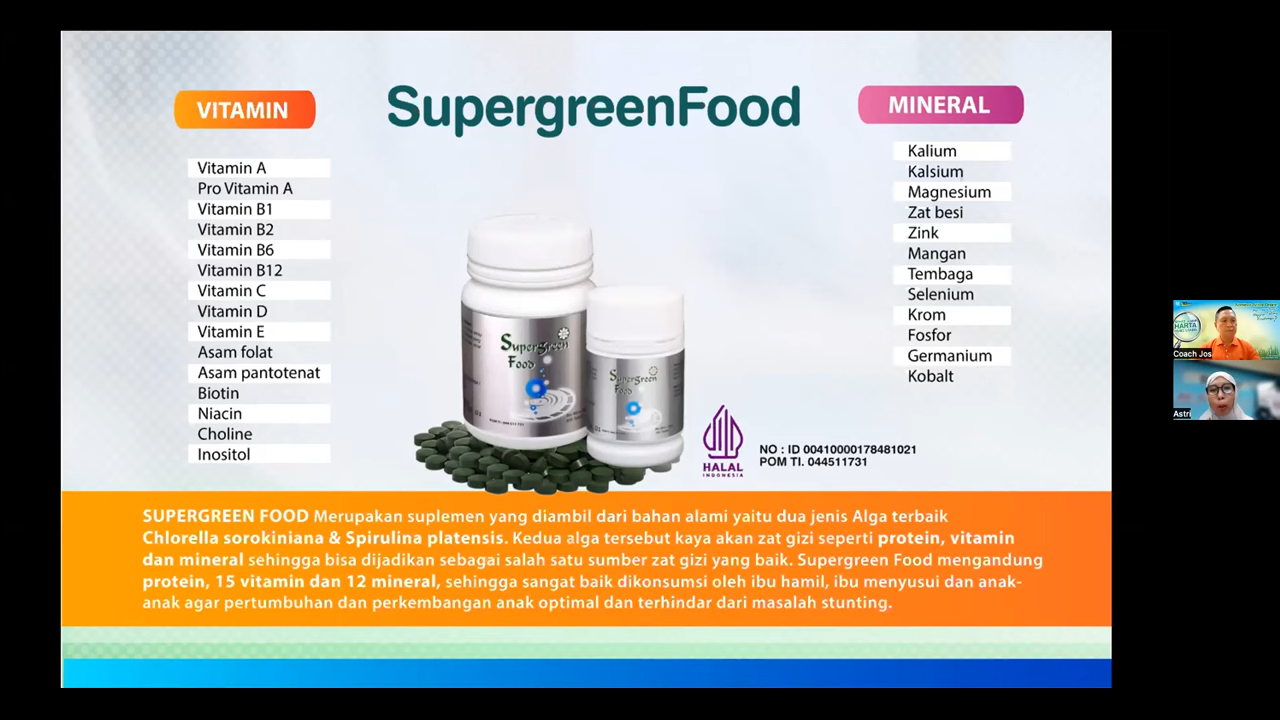 VITAMIN
SupergreenFood
MINERAL
Vitamin A
Pro Vitamin A
Vitamin B1
Vitamin B2
Vitamin B6
Vitamin B12
Vitamin C
Vitamin D
Vitamin E
Asam folat
Asam pantotenat
Biotin
Niacin
Choline
Inositol
Kalium
Kalsium
Magnesium
Zat besi
Zink
Mangan
Tembaga
Selenium
Krom
Fosfor
Germanium
Kobalt
Supergreen
Food
Supergreen
Food
HALAL
INDONESIA
NO : ID 00410000178481021
POM TI. 044511731
SUPERGREEN FOOD Merupakan suplemen yang diambil dari bahan alami yaitu dua jenis Alga terbaik
Chlorella sorokiniana & Spirulina platensis. Kedua alga tersebut kaya akan zat gizi seperti protein, vitamin
dan mineral sehingga bisa dijadikan sebagai salah satu sumber zat gizi yang baik. Supergreen Food mengandung
protein, 15 vitamin dan 12 mineral, sehingga sangat baik dikonsumsi oleh ibu hamil, ibu menyusui dan anak-
anak agar pertumbuhan dan perkembangan anak optimal dan terhindar dari masalah stunting.
HARTA
Coach Jos
Astri